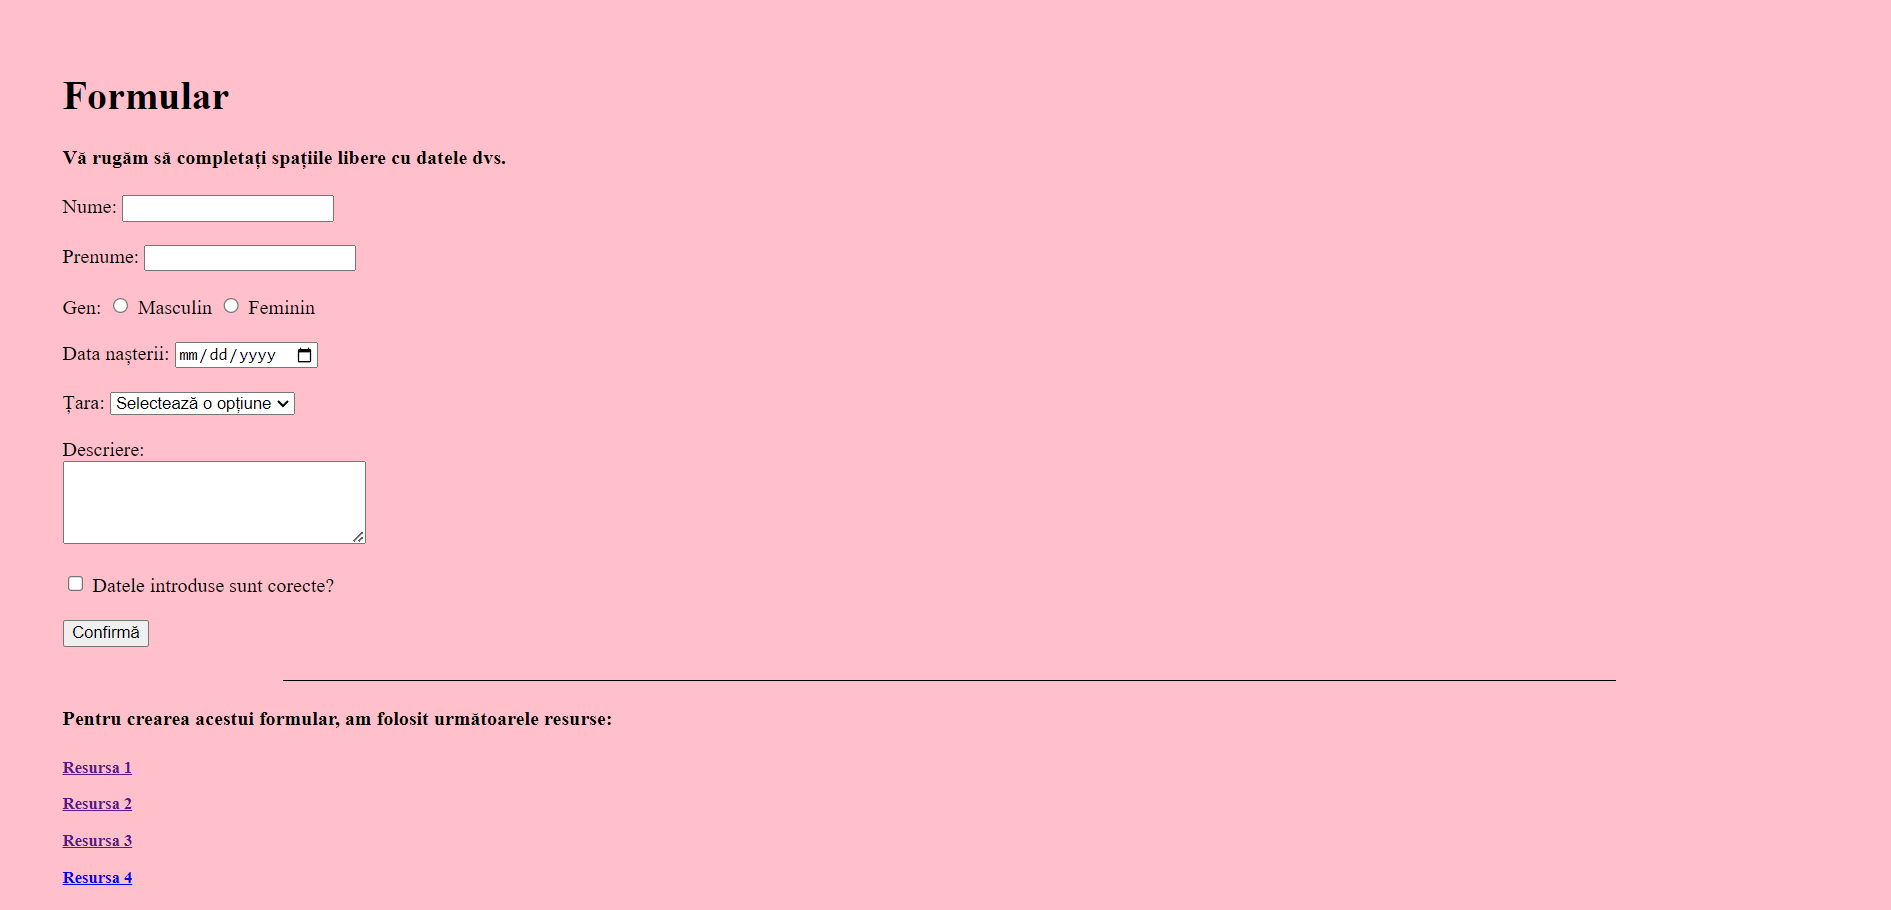 Formular
Vă rugăm să completați spațiile libere cu datele dvs.
Nume:
Prenume:
Gen: Masculin Feminin
Data nașterii: mm/dd/yyyy
Țara: Selectează o opțiune
Descriere:
Datele introduse sunt corecte?
Confirmă
Pentru crearea acestui formular, am folosit următoarele resurse:
Resursa 1
Resursa 2
Resursa 3
Resursa 4